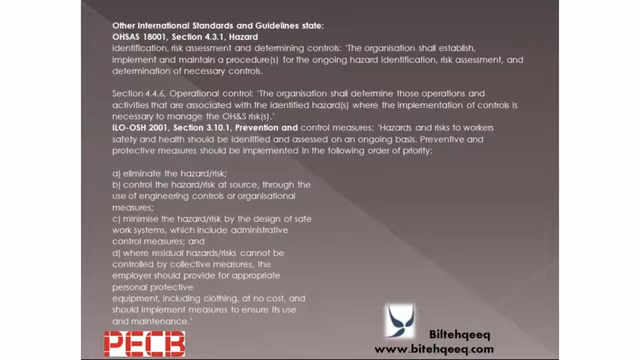 Other International Standards and Guidelines state:
OHSAS 18001, Section 4.3.1, Hazard
identification, risk assessment and determining controls: 'The organisation shall establish,
implement and maintain a procedure(s) for the ongoing hazard identification, risk assessment, and
determination of necessary controls.
Section 4.4.6, Operational control: 'The organisation shall determine those operations and
activities that are associated with the identified hazard(s) where the implementation of controls is
necessary to manage the OH&S risk(s).'
ILO-OSH 2001, Section 3.10.1, Prevention and control measures: 'Hazards and risks to workers
safety and health should be identified and assessed on an ongoing basis. Preventive and
protective measures should be implemented in the following order of priority:
a) eliminate the hazard/risk;
b) control the hazard/risk at source, through the
use of engineering controls or organisational
measures;
c) minimise the hazard/risk by the design of safe
work systems, which include administrative
control measures; and
d) where residual hazards/risks cannot be
controlled by collective measures, the
employer should provide for appropriate
personal protective
equipment, including clothing, at no cost, and
should implement measures to ensure its use
and maintenance.'
PECB
Biltehqeeq
www.bitehqeeq.com